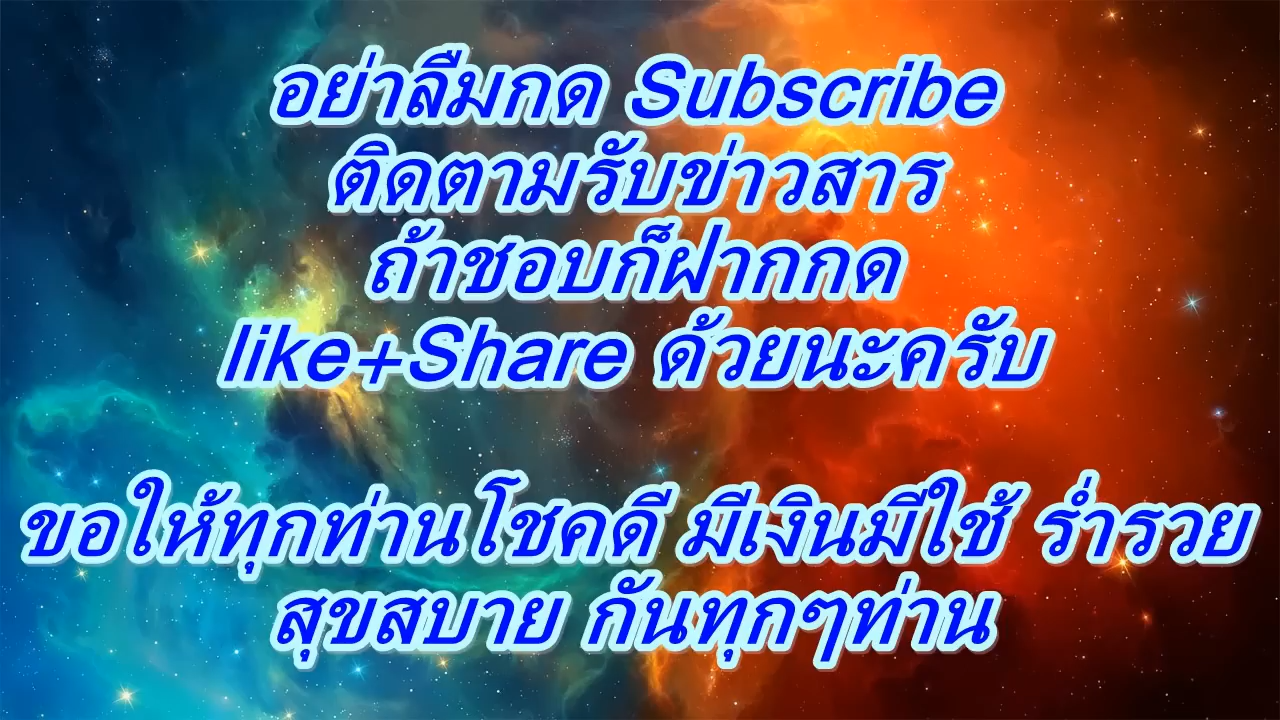 อย่าลืมกด Subscribe
ติดตามรับข่าวสาร
ถ้าชอบก็ฝากกด
like+Share ด้วยนะครับ
ขอให้ทุกท่านโชคดี มีเงินมีใช้ ร่ำรวย
สุขสบาย กันทุกๆท่าน